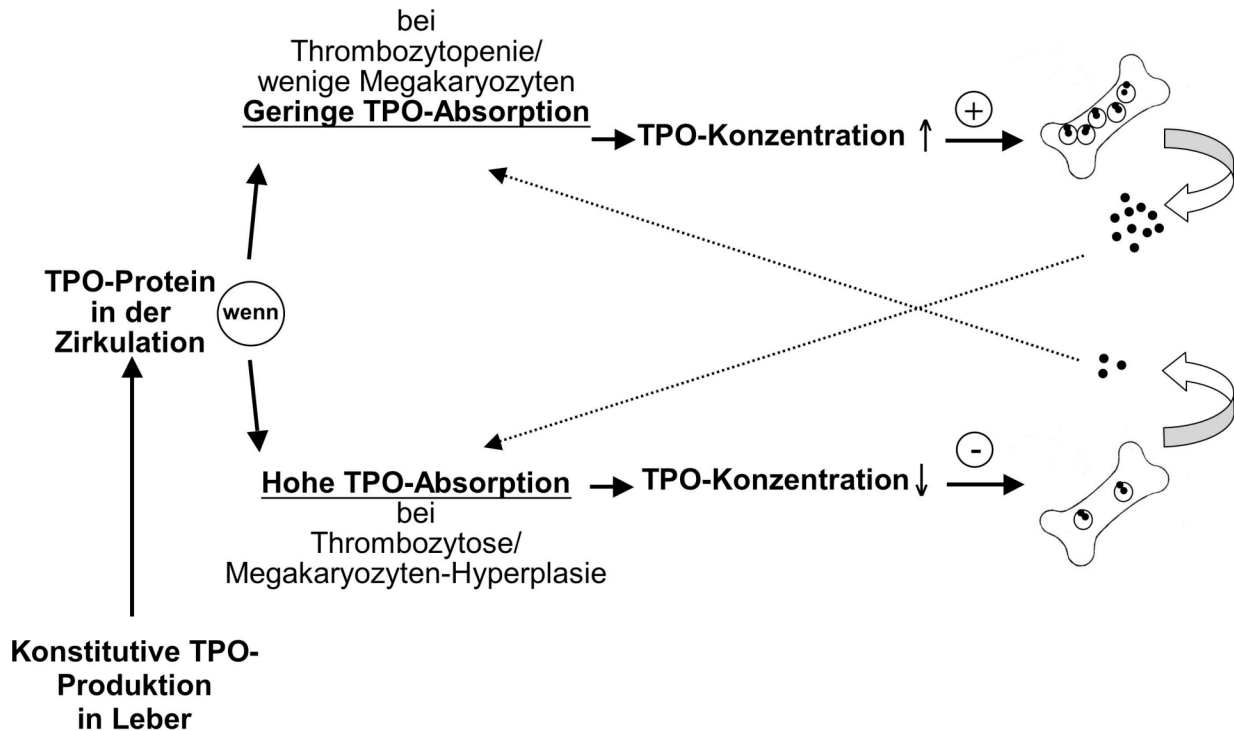 bei
Thrombozytopenie/
wenige Megakaryozyten
Geringe TPO-Absorption
TPO-Konzentration ↑
+
TPO-Protein
in der
Zirkulation
wenn
Hohe TPO-Absorption
bei
Thrombozytose/
Megakaryozyten-Hyperplasie
TPO-Konzentration ↓
-
Konstitutive TPO-
Produktion
in Leber